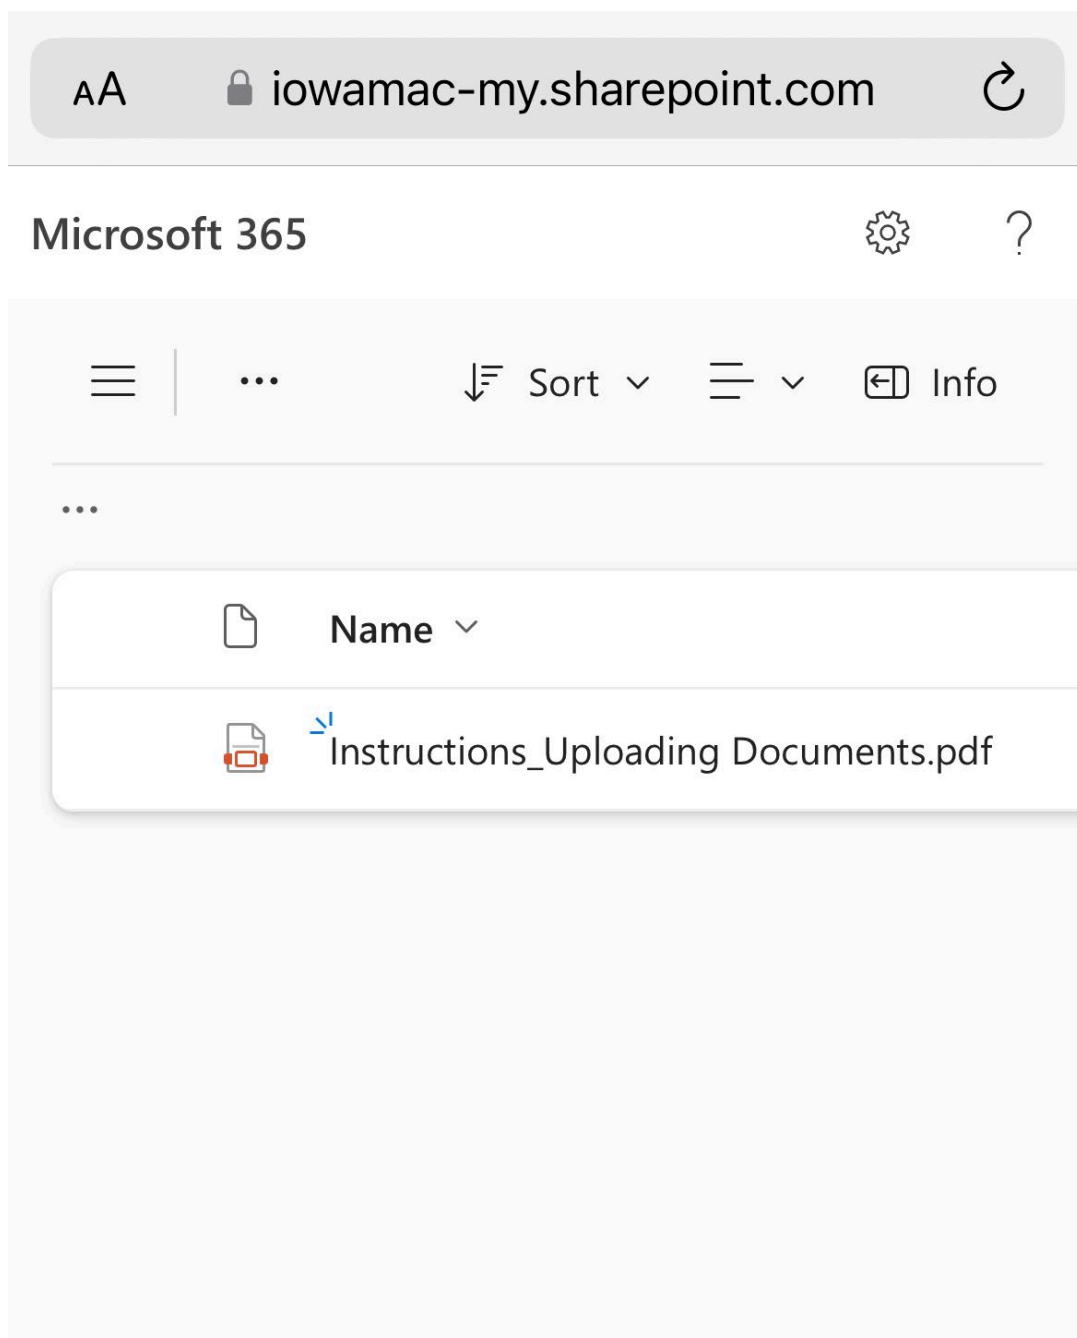 AA iowamac-my.sharepoint.com
Microsoft 365 ?
... Sort Info
...
Name
Instructions_Uploading Documents.pdf